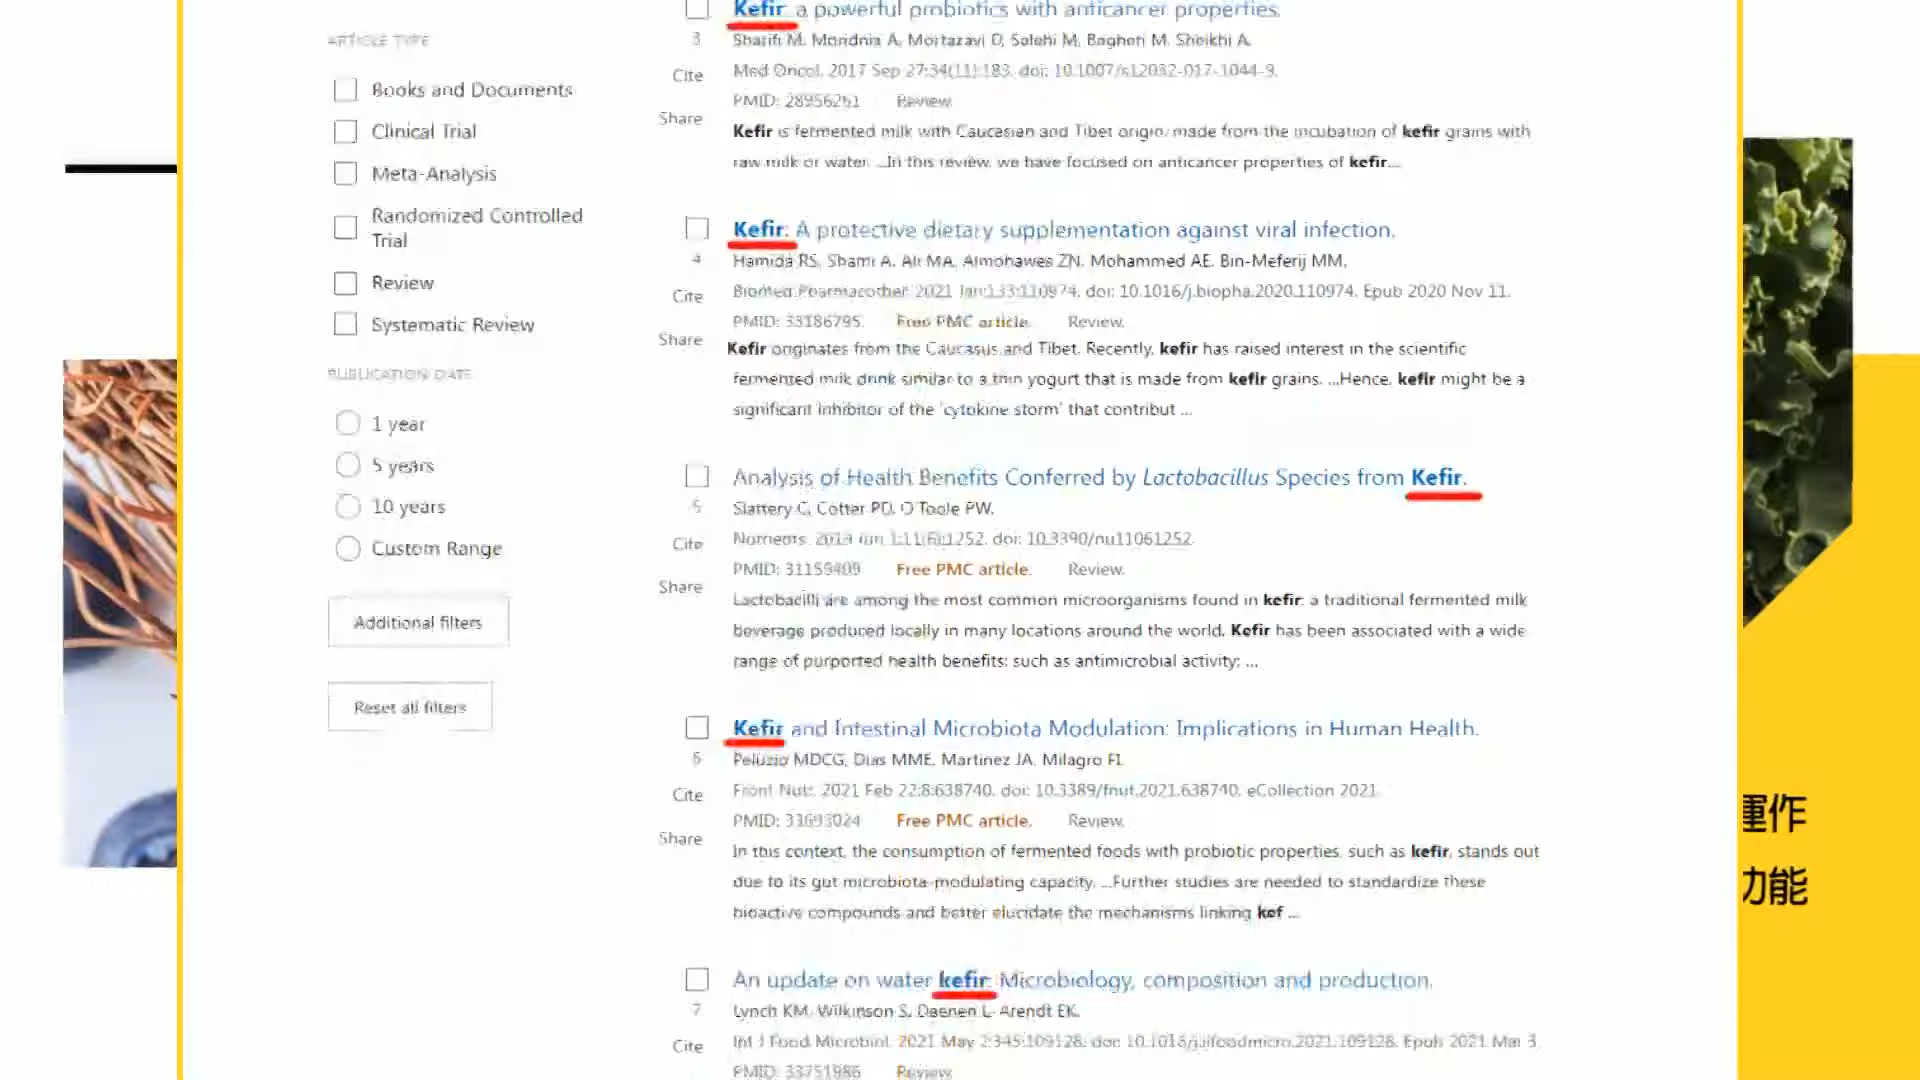 ARTICLE TYPE
Books and Documents
Clinical Trial
Meta-Analysis
Randomized Controlled
Trial
Review
Systematic Review
PUBLICATION DATE
1 year
5 years
10 years
Custom Range
Additional filters
Reset all filters
Kefir: a powerful probiotics with anticancer properties.
3
Sharifi M, Moridnia A, Mortazavi D, Salehi M, Bagheri M, Sheikhi A.
Cite
Med Oncol. 2017 Sep 27;34(11):183. doi: 10.1007/s12032-017-1044-9.
PMID: 28956261 Review.
Share
Kefir is fermented milk with Caucasian and Tibet origin, made from the incubation of kefir grains with
raw milk or water. ...In this review, we have focused on anticancer properties of kefir...
Kefir: A protective dietary supplementation against viral infection.
4
Hamida RS, Shami A, Ali MA, Almohawes ZN, Mohammed AE, Bin-Meferij MM.
Cite
Biomed Pharmacother. 2021 Jan;133:110974. doi: 10.1016/j.biopha.2020.110974. Epub 2020 Nov 11.
PMID: 33186795. Free PMC article. Review.
Share
Kefir originates from the Caucasus and Tibet. Recently, kefir has raised interest in the scientific
fermented milk drink similar to a thin yogurt that is made from kefir grains. ...Hence, kefir might be a
significant inhibitor of the 'cytokine storm' that contribut ...
Analysis of Health Benefits Conferred by Lactobacillus Species from Kefir.
5
Slattery C, Cotter PD, O'Toole PW.
Cite
Nutrients. 2019 Jun 1;11(6):1252. doi: 10.3390/nu11061252.
PMID: 31159409 Free PMC article. Review.
Share
Lactobacilli are among the most common microorganisms found in kefir; a traditional fermented milk
beverage produced locally in many locations around the world. Kefir has been associated with a wide
range of purported health benefits; such as antimicrobial activity; ...
Kefir and Intestinal Microbiota Modulation: Implications in Human Health.
6
Peluzio MDCG, Dias MME, Martinez JA, Milagro FI.
Cite
Front Nutr. 2021 Feb 22;8:638740. doi: 10.3389/fnut.2021.638740. eCollection 2021.
PMID: 33693024 Free PMC article. Review.
Share
In this context, the consumption of fermented foods with probiotic properties, such as kefir, stands out
due to its gut microbiota-modulating capacity. ...Further studies are needed to standardize these
bioactive compounds and better elucidate the mechanisms linking kef ...
An update on water kefir: Microbiology, composition and production.
7
Lynch KM, Wilkinson S, Daenen L, Arendt EK.
Cite
Int J Food Microbiol. 2021 May 2;345:109128. doi: 10.1016/j.ijfoodmicro.2021.109128. Epub 2021 Mar 3.
PMID: 33751986 Review.
運作
功能